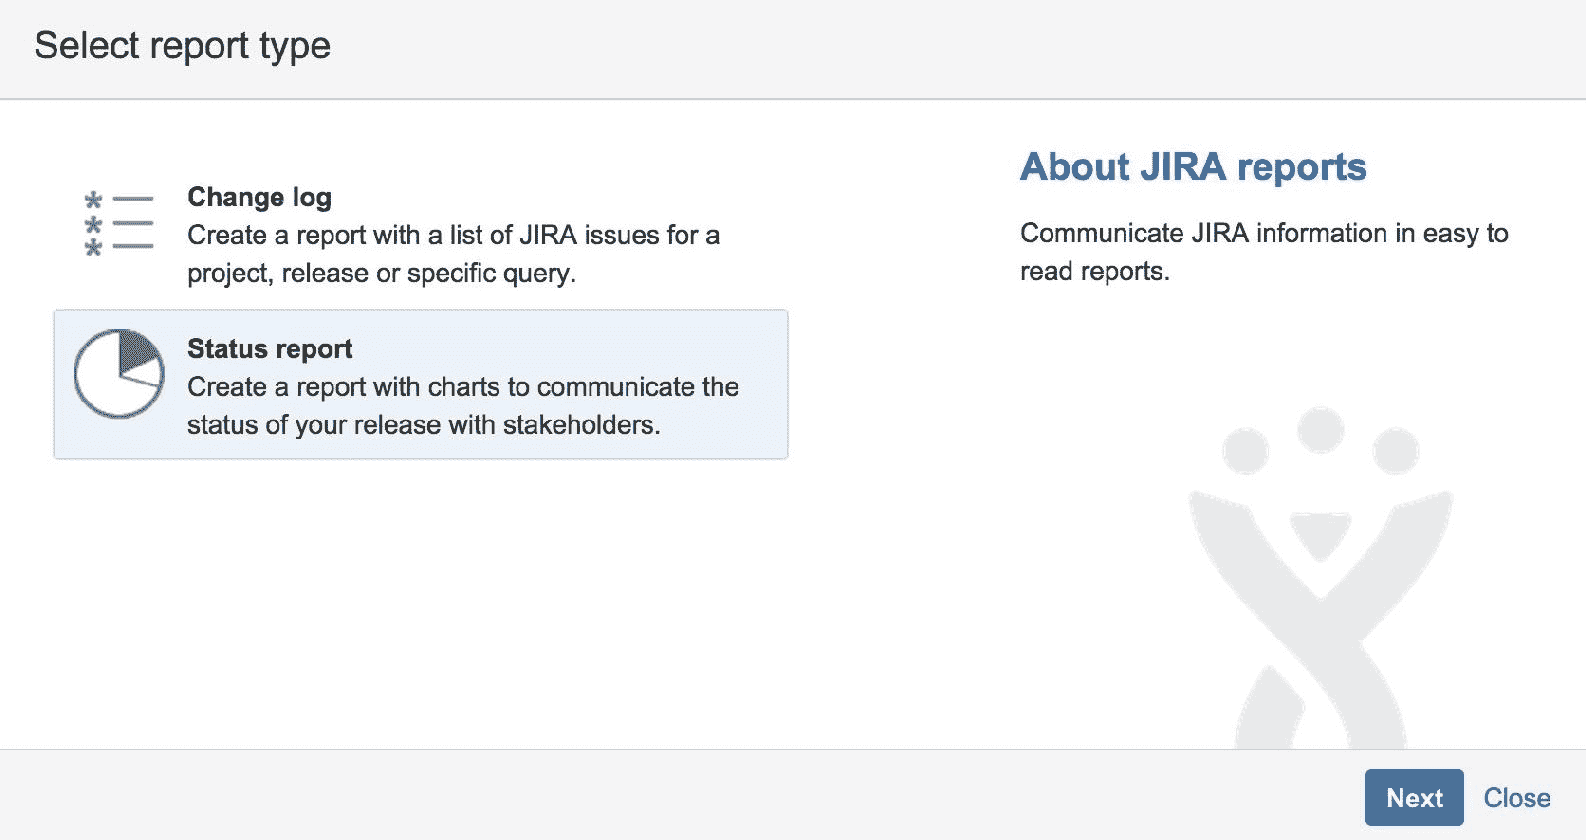 Select report type
Change log
Create a report with a list of JIRA issues for a
project, release or specific query.
Status report
Create a report with charts to communicate the
status of your release with stakeholders.
About JIRA reports
Communicate JIRA information in easy to
read reports.
Next
Close